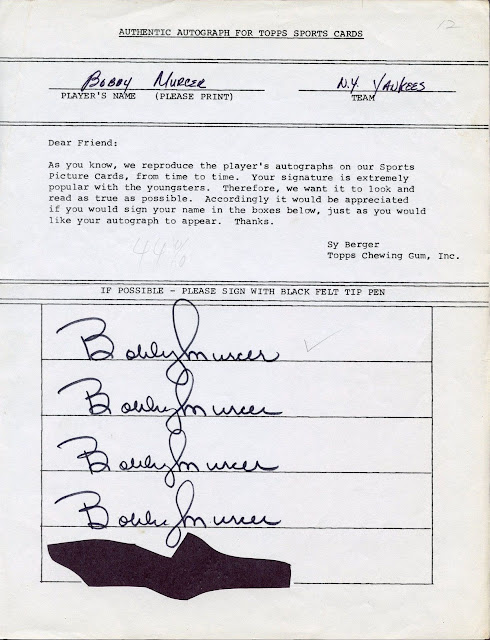 12
AUTHENTIC AUTOGRAPH FOR TOPPS SPORTS CARDS
BOBBY MURCER N.Y. YANKEES
PLAYER'S NAME (PLEASE PRINT) TEAM
Dear Friend:
As you know, we reproduce the player's autographs on our Sports
Picture Cards, from time to time. Your signature is extremely
popular with the youngsters. Therefore, we want it to look and
read as true as possible. Accordingly it would be appreciated
if you would sign your name in the boxes below, just as you would
like your autograph to appear. Thanks.
44%
Sy Berger
Topps Chewing Gum, Inc.
IF POSSIBLE - PLEASE SIGN WITH BLACK FELT TIP PEN
Bobby Murcer
Bobby Murcer
Bobby Murcer
Bobby Murcer